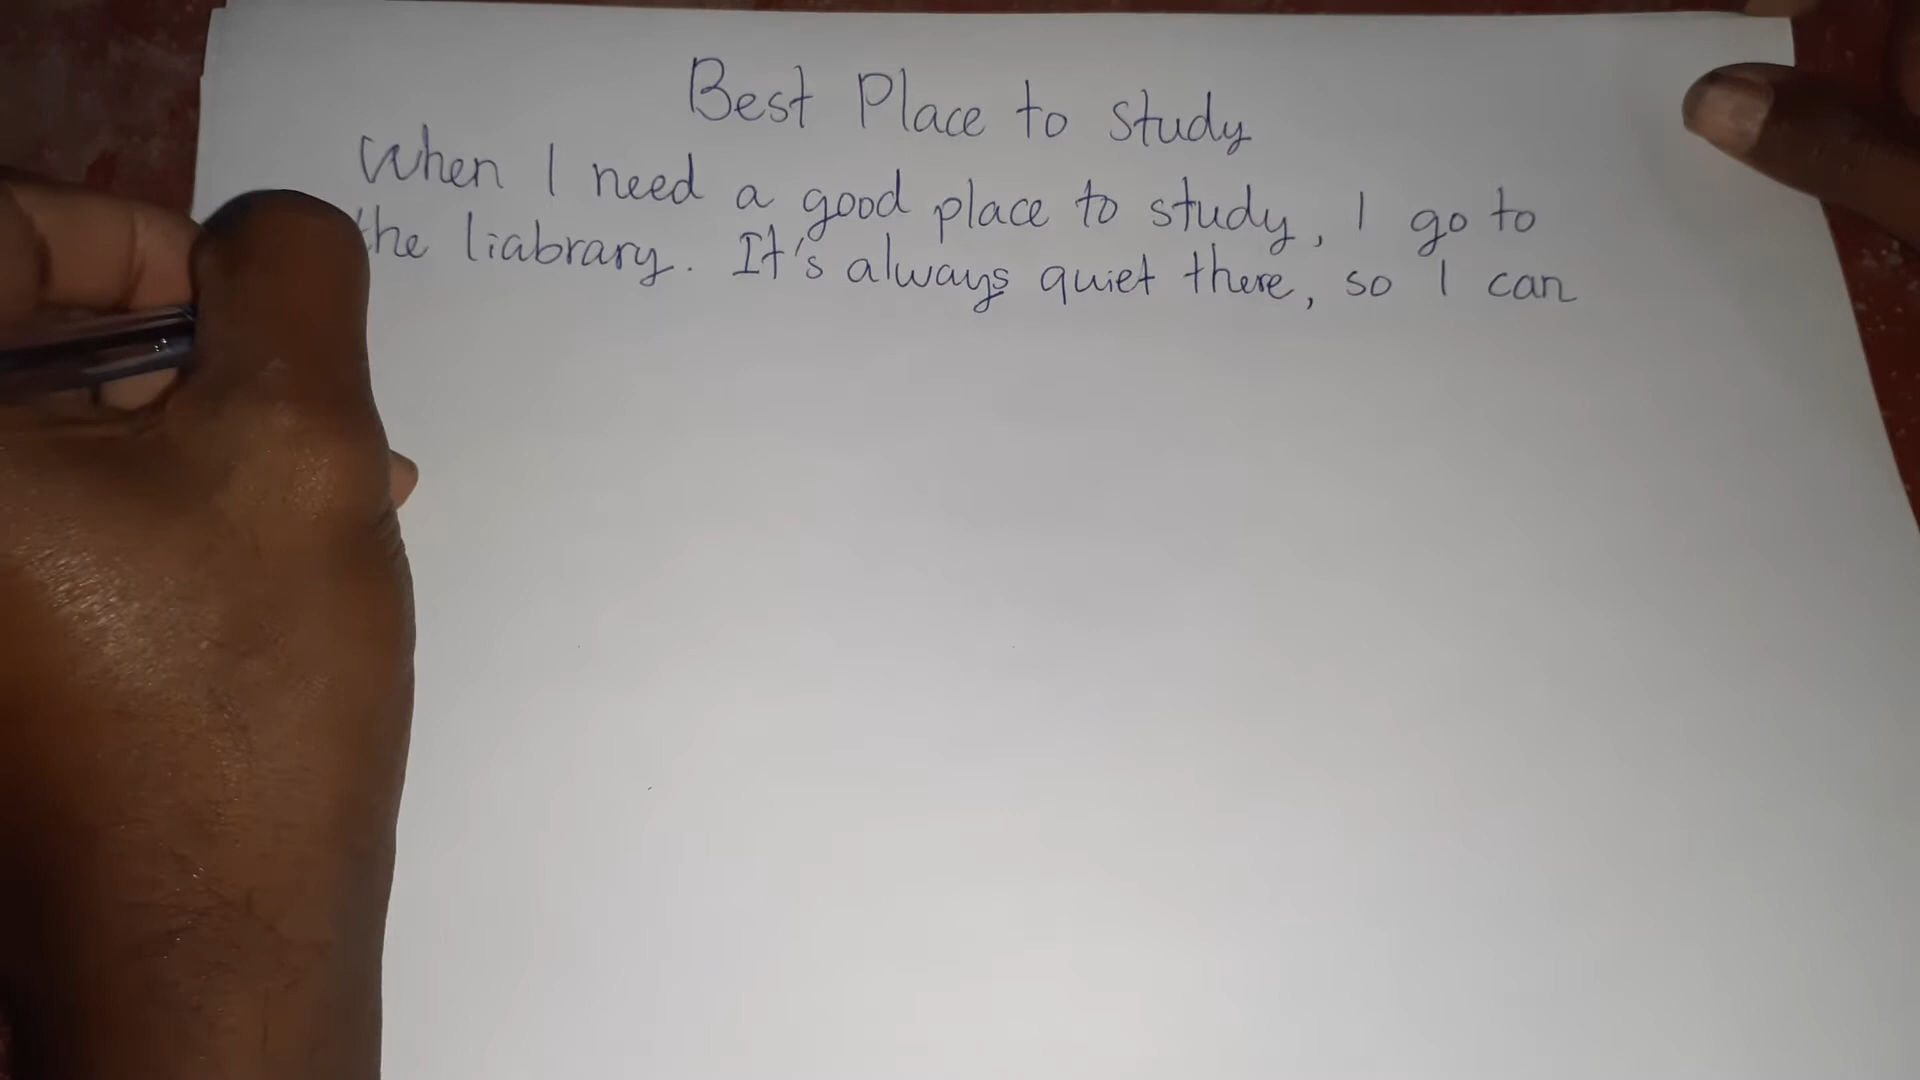 Best Place to study
When I need a good place to study, I go to
the liabrary. It's always quiet there, so I can